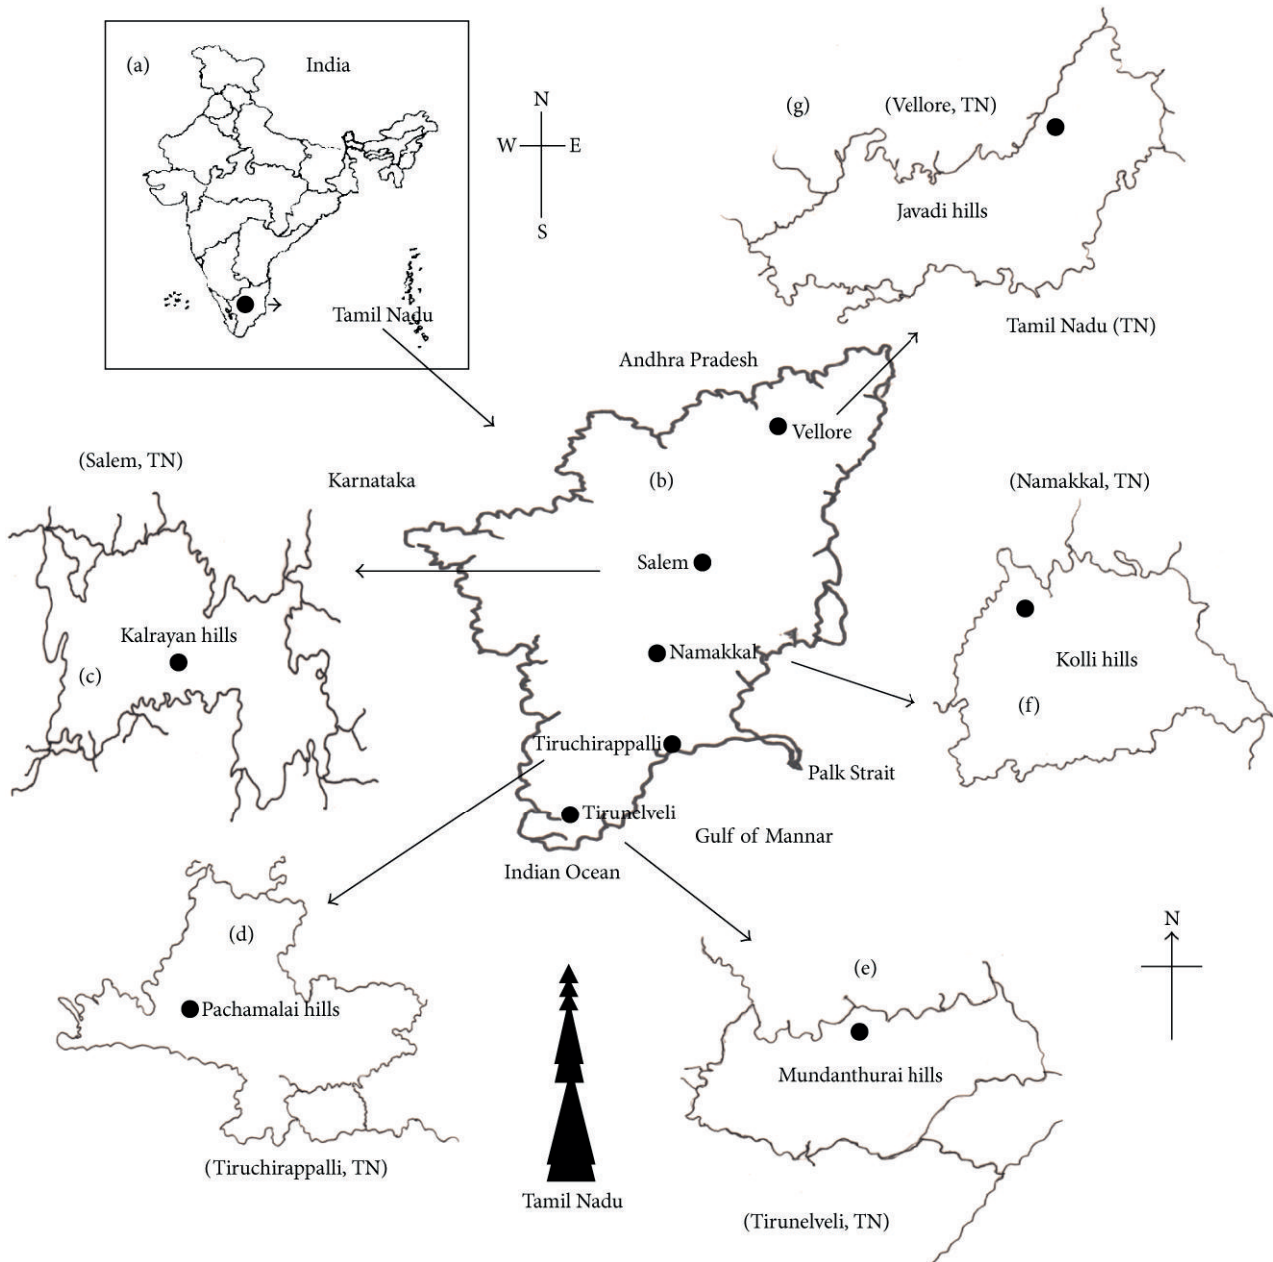 (a)
India
N
W
E
S
Tamil Nadu
(g)
(Vellore, TN)
Javadi hills
Tamil Nadu (TN)
Andhra Pradesh
Vellore
(Salem, TN)
Karnataka
(b)
(Namakkal, TN)
Salem
Kalrayan hills
(c)
Namakkal
Kolli hills
(f)
Tiruchirappalli
Palk Strait
Tirunelveli
Gulf of Mannar
Indian Ocean
(d)
Pachamalai hills
(Tiruchirappalli, TN)
N
(e)
Mundanthurai hills
Tamil Nadu
(Tirunelveli, TN)